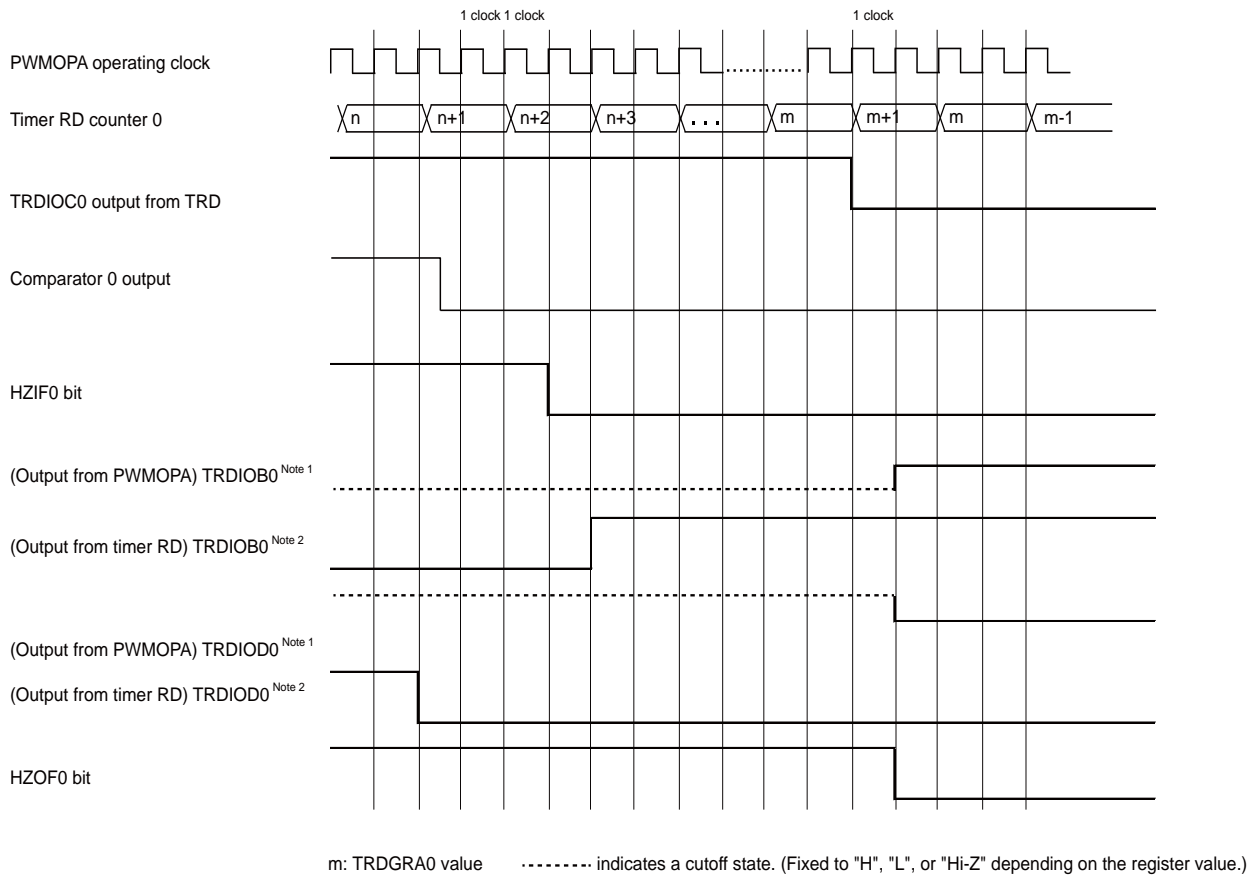 1 clock 1 clock 1 clock
PWMOPA operating clock
Timer RD counter 0 n n+1 n+2 n+3 ... m m+1 m m-1
TRDIOC0 output from TRD
Comparator 0 output
HZIF0 bit
(Output from PWMOPA) TRDIOB0 Note 1
(Output from timer RD) TRDIOB0 Note 2
(Output from PWMOPA) TRDIOD0 Note 1
(Output from timer RD) TRDIOD0 Note 2
HZOF0 bit
m: TRDGRA0 value indicates a cutoff state. (Fixed to "H", "L", or "Hi-Z" depending on the register value.)